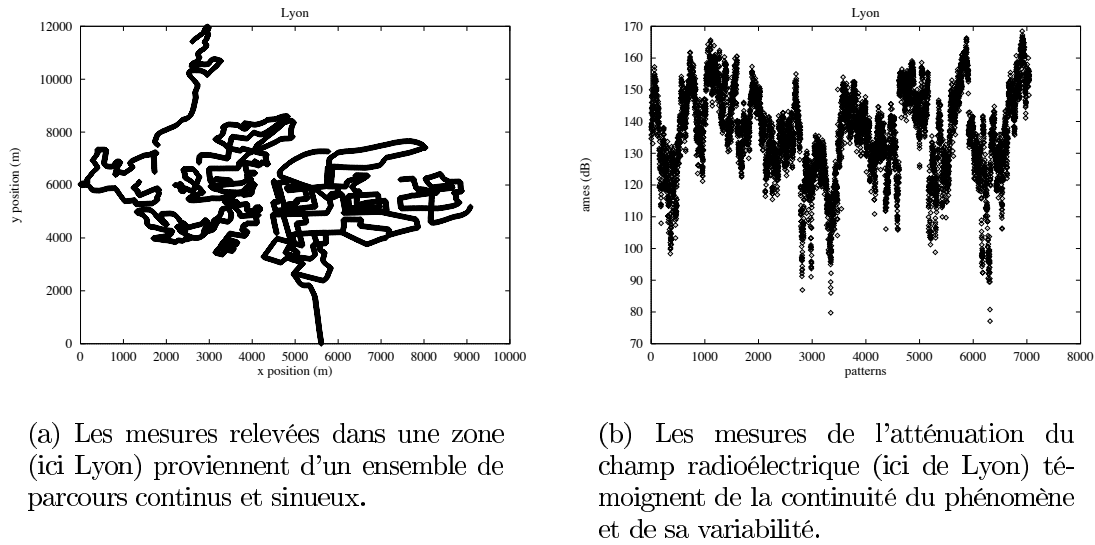 Lyon
12000
10000
8000
6000
4000
2000
0
y position (m)
0 1000 2000 3000 4000 5000 6000 7000 8000 9000 10000
x position (m)
(a) Les mesures relevées dans une zone
(ici Lyon) proviennent d'un ensemble de
parcours continus et sinueux.
Lyon
170
160
150
140
130
120
110
100
90
80
70
ames (dB)
0 1000 2000 3000 4000 5000 6000 7000 8000
patterns
(b) Les mesures de l'atténuation du
champ radioélectrique (ici de Lyon) té-
moignent de la continuité du phénomène
et de sa variabilité.